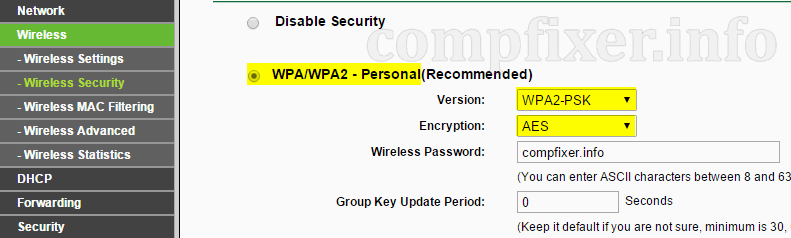 Network
Wireless
- Wireless Settings
- Wireless Security
- Wireless MAC Filtering
- Wireless Advanced
- Wireless Statistics
DHCP
Forwarding
Security
compfixer.info
Disable Security
WPA/WPA2 - Personal(Recommended)
Version: WPA2-PSK
Encryption: AES
Wireless Password: compfixer.info
(You can enter ASCII characters between 8 and 63
Group Key Update Period: 0 Seconds
(Keep it default if you are not sure, minimum is 30,